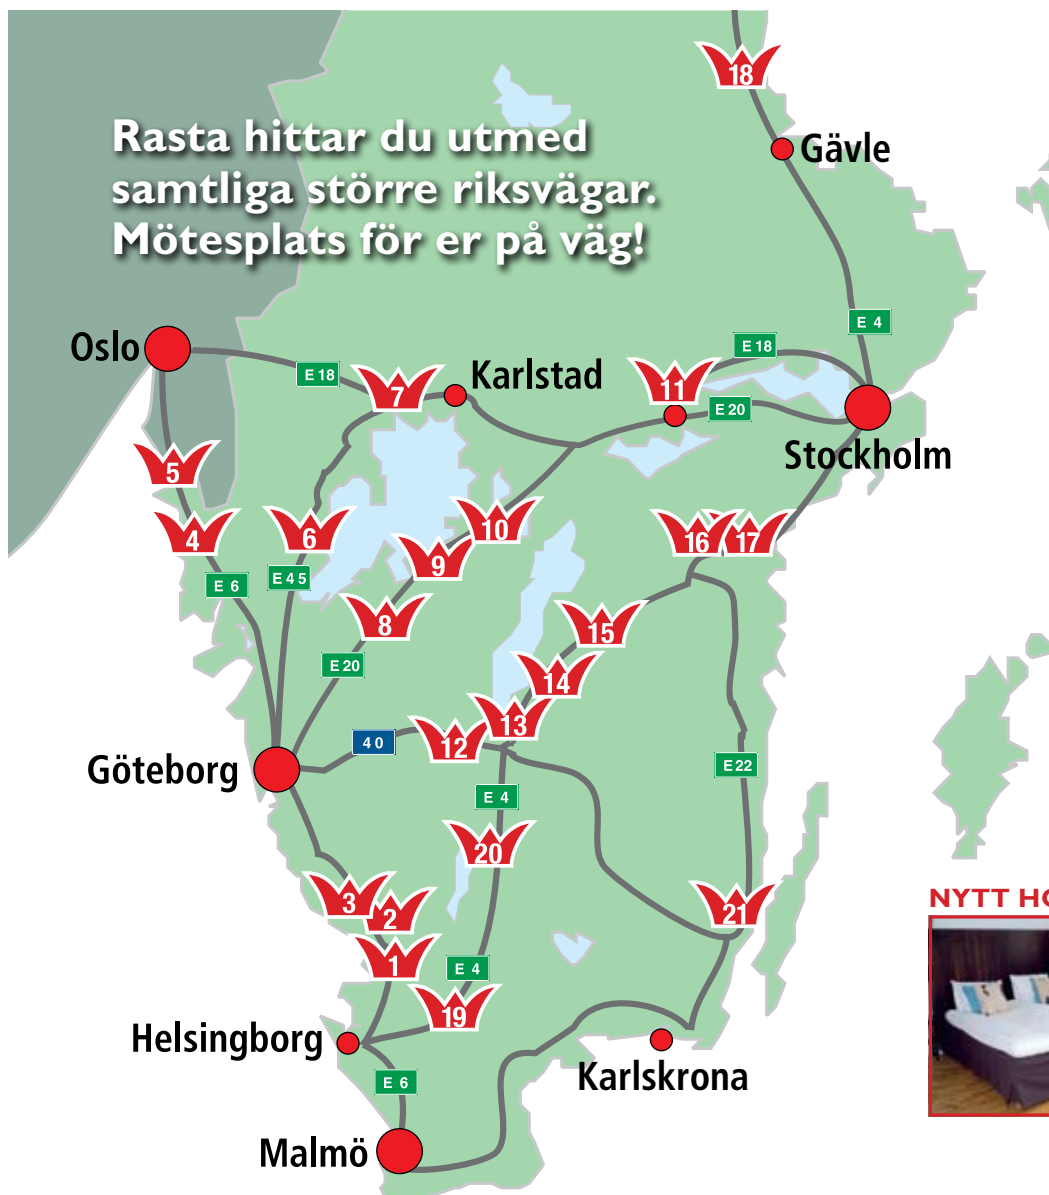 18
Rasta hittar du utmed
samtliga större riksvägar.
Mötesplats för er på väg!
Gävle
E 4
Oslo
E 18
E 18
Karlstad
7
11
E 20
Stockholm
5
4
6
10
16
17
9
E 6
E 45
8
15
E 20
14
13
12
40
Göteborg
E 22
E 4
20
3
2
21
NYTT HO
1
E 4
19
Helsingborg
Karlskrona
E 6
Malmö